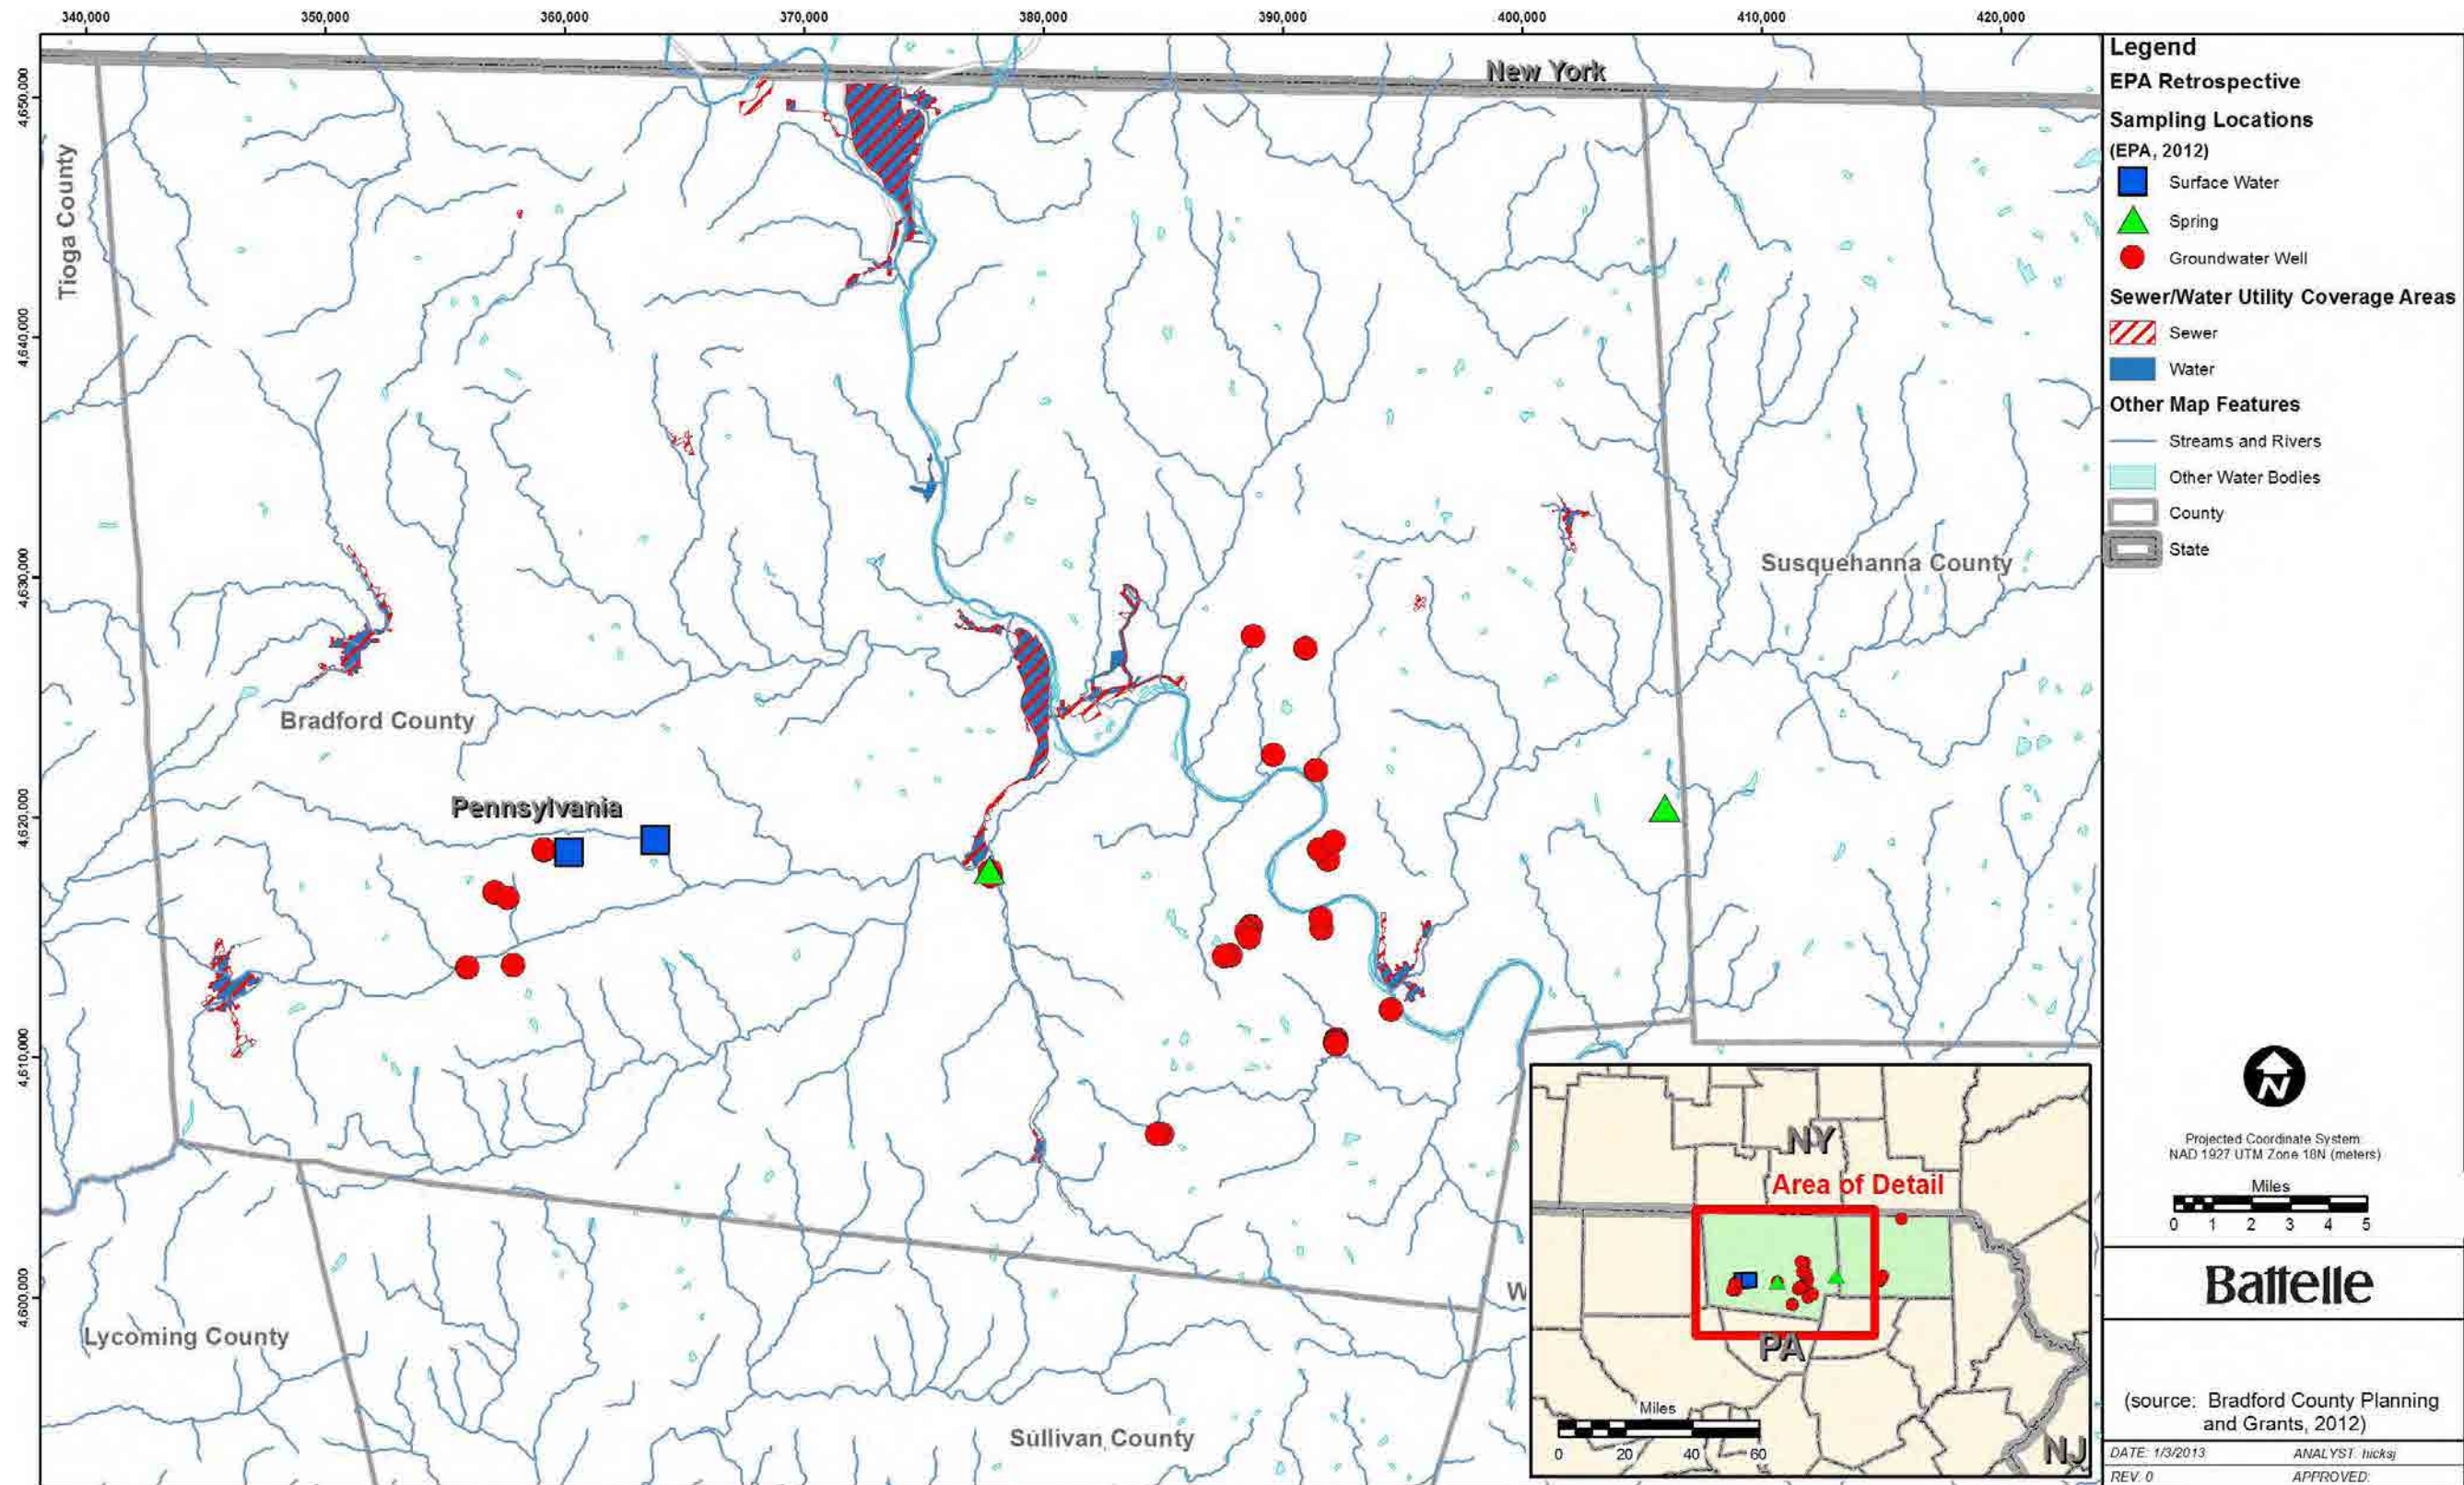 340,000 350,000 360,000 370,000 380,000 390,000 400,000 410,000 420,000
4,650,000
4,640,000
4,630,000
4,620,000
4,610,000
4,600,000
New York
Tioga County
Susquehanna County
Bradford County
Pennsylvania
Lycoming County
Sullivan County
W
NY
Area of Detail
PA
NJ
Miles
0 20 40 60
Legend
EPA Retrospective
Sampling Locations
(EPA, 2012)
Surface Water
Spring
Groundwater Well
Sewer/Water Utility Coverage Areas
Sewer
Water
Other Map Features
Streams and Rivers
Other Water Bodies
County
State
N
Projected Coordinate System:
NAD 1927 UTM Zone 18N (meters)
Miles
0 1 2 3 4 5
Battelle
(source: Bradford County Planning
and Grants, 2012)
DATE: 1/3/2013 ANALYST: hicksj
REV. 0 APPROVED: